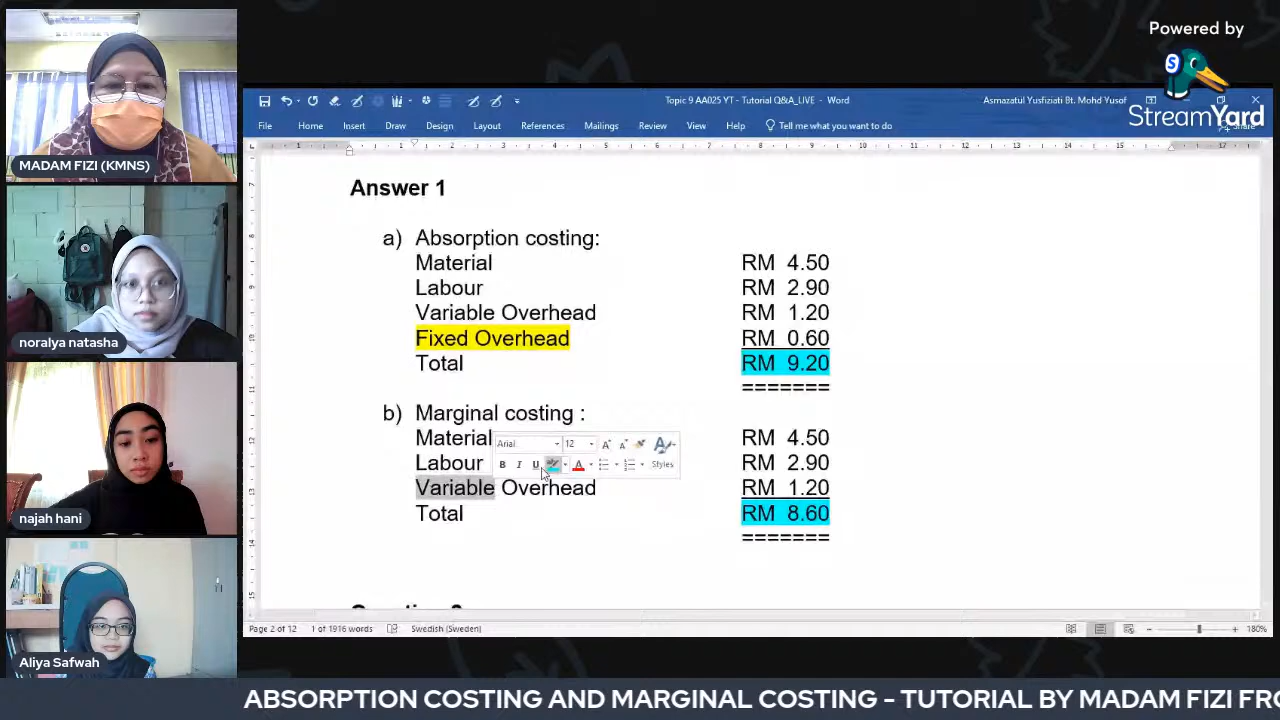 Powered by
S
StreamYard
MADAM FIZI (KMNS)
noralya natasha
najah hani
Aliya Safwah
Topic 9 AA025 YT - Tutorial Q&A_LIVE - Word
Asmazatul Yusfiziati Bt. Mohd Yusof
File Home Insert Draw Design Layout References Mailings Review View Help Tell me what you want to do
Share
Answer 1
a) Absorption costing:
Material RM 4.50
Labour RM 2.90
Variable Overhead RM 1.20
Fixed Overhead RM 0.60
Total RM 9.20
=======
b) Marginal costing :
Material RM 4.50
Labour RM 2.90
Variable Overhead RM 1.20
Total RM 8.60
=======
Arial 12
B I U Styles
Page 2 of 12 1 of 1916 words Swedish (Sweden) 180%
ABSORPTION COSTING AND MARGINAL COSTING - TUTORIAL BY MADAM FIZI FRO